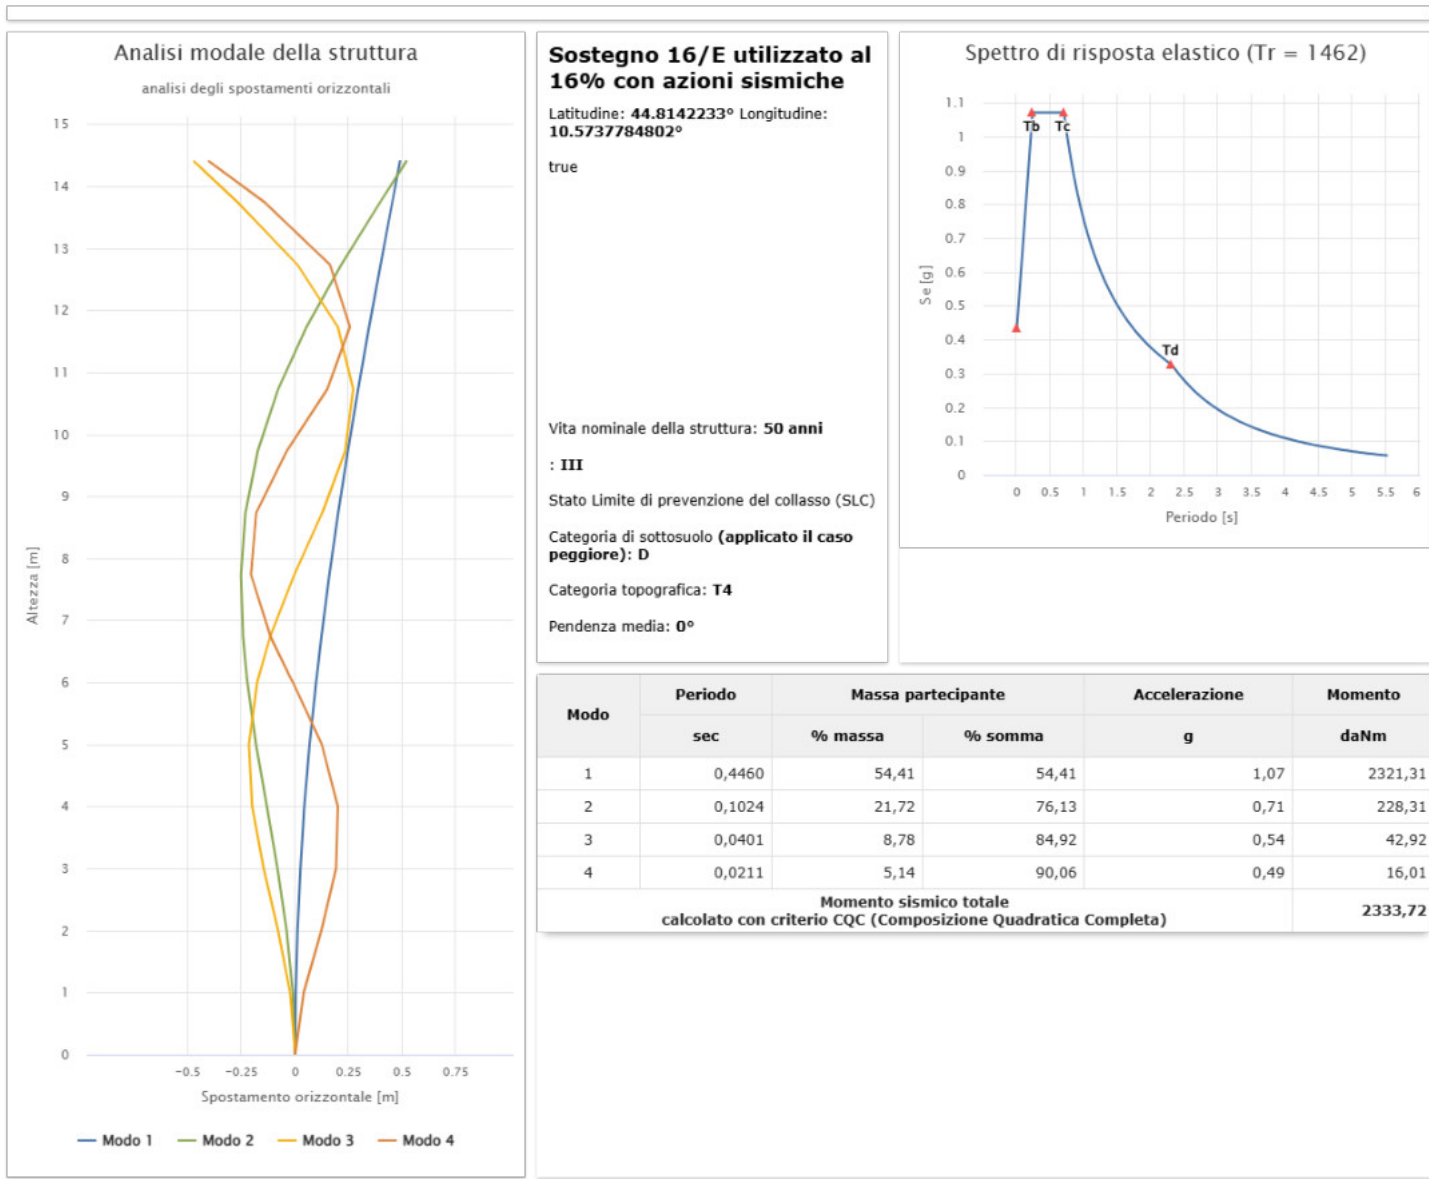 Analisi modale della struttura
analisi degli spostamenti orizzontali
15
14
13
12
11
10
9
8
7
6
5
4
3
2
1
0
Altezza [m]
−0.5 −0.25 0 0.25 0.5 0.75
Spostamento orizzontale [m]
Modo 1 Modo 2 Modo 3 Modo 4
Sostegno 16/E utilizzato al
16% con azioni sismiche
Latitudine: 44.8142233° Longitudine:
10.5737784802°
true
Vita nominale della struttura: 50 anni
: III
Stato Limite di prevenzione del collasso (SLC)
Categoria di sottosuolo (applicato il caso
peggiore): D
Categoria topografica: T4
Pendenza media: 0°
Spettro di risposta elastico (Tr = 1462)
1.1
1
0.9
0.8
0.7
0.6
0.5
0.4
0.3
0.2
0.1
0
Se [g]
Tb Tc
Td
0 0.5 1 1.5 2 2.5 3 3.5 4 4.5 5 5.5 6
Periodo [s]
Modo Periodo Massa partecipante Accelerazione Momento
sec % massa % somma g daNm
1 0,4460 54,41 54,41 1,07 2321,31
2 0,1024 21,72 76,13 0,71 228,31
3 0,0401 8,78 84,92 0,54 42,92
4 0,0211 5,14 90,06 0,49 16,01
Momento sismico totale
calcolato con criterio CQC (Composizione Quadratica Completa) 2333,72